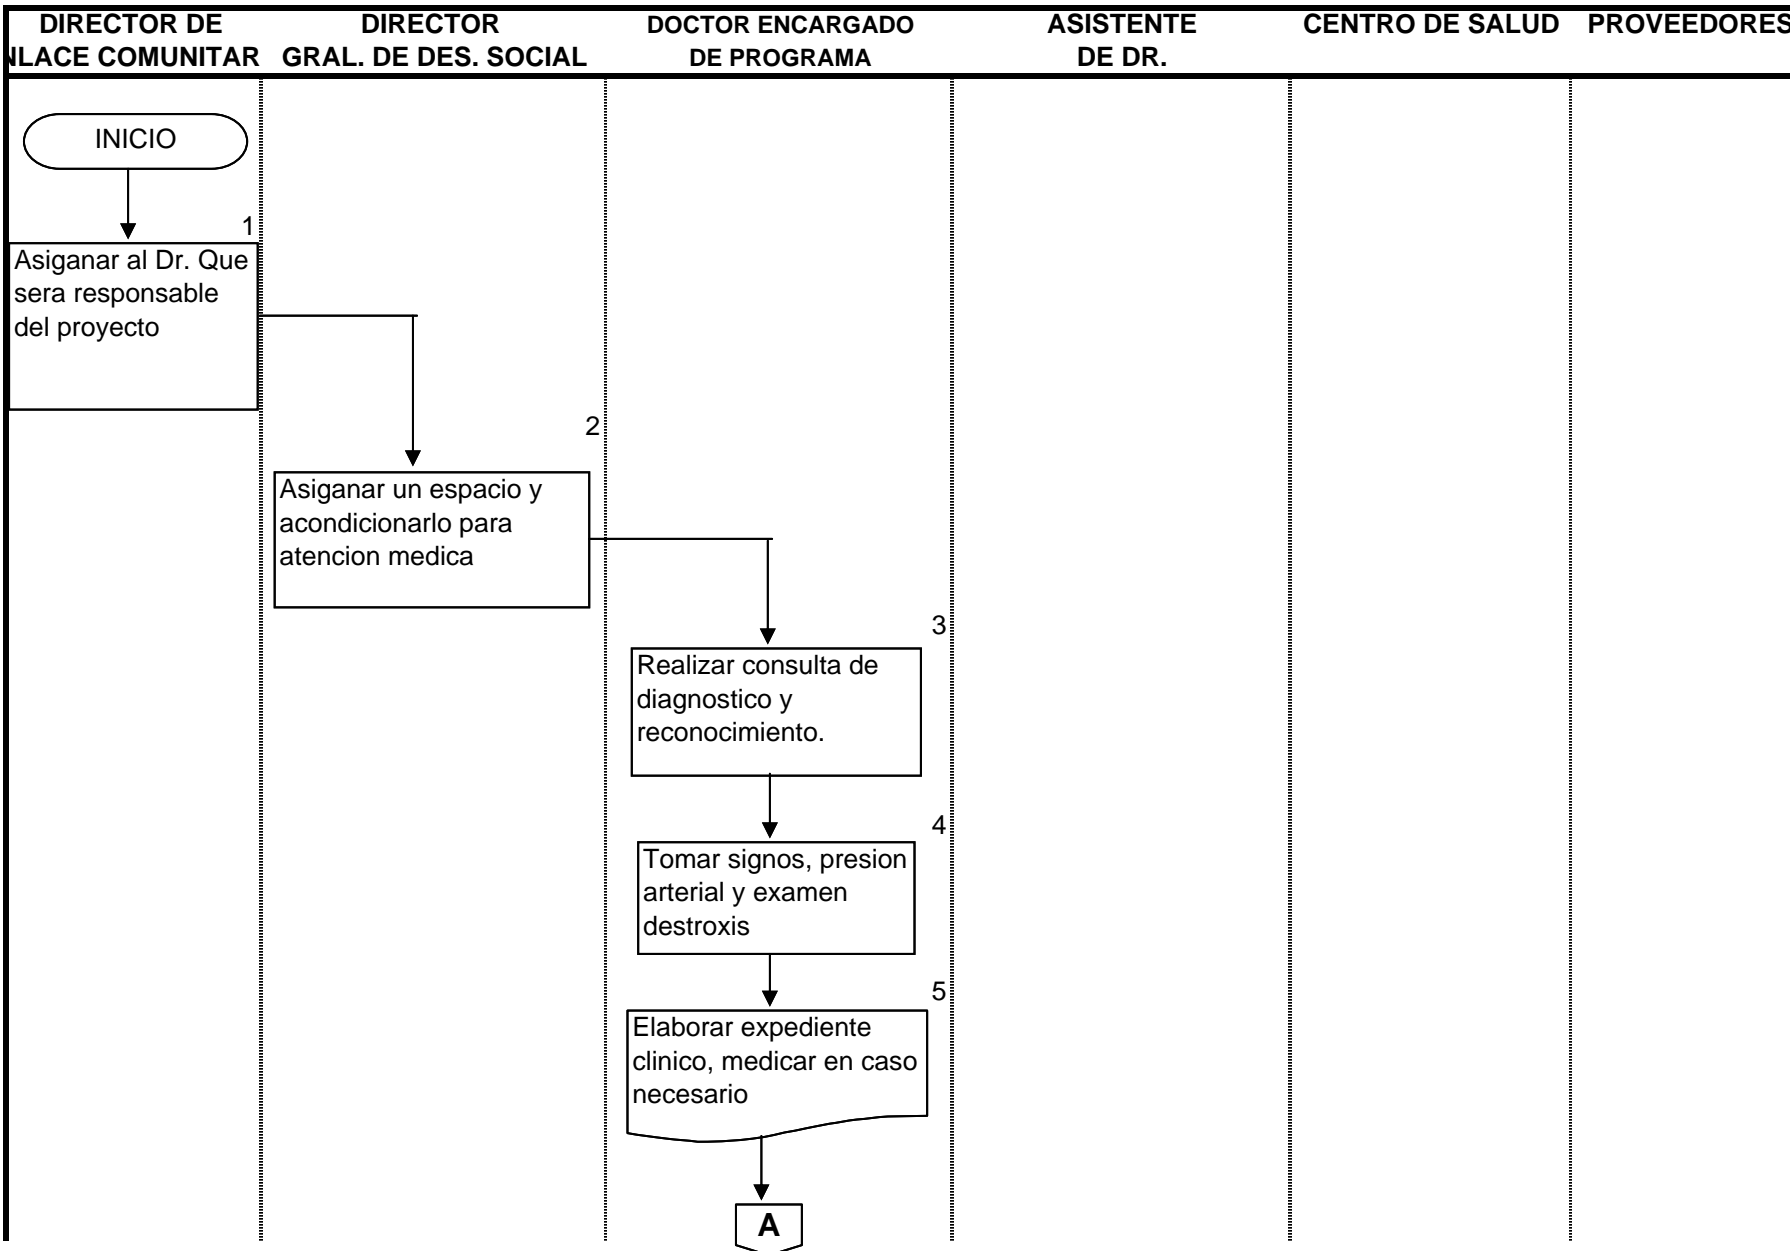 DIRECTOR DE
NLACE COMUNITAR
DIRECTOR
GRAL. DE DES. SOCIAL
DOCTOR ENCARGADO
DE PROGRAMA
ASISTENTE
DE DR.
CENTRO DE SALUD
PROVEEDORES
INICIO
1
Asiganar al Dr. Que
sera responsable
del proyecto
2
Asiganar un espacio y
acondicionarlo para
atencion medica
3
Realizar consulta de
diagnostico y
reconocimiento.
4
Tomar signos, presion
arterial y examen
destroxis
5
Elaborar expediente
clinico, medicar en caso
necesario
A